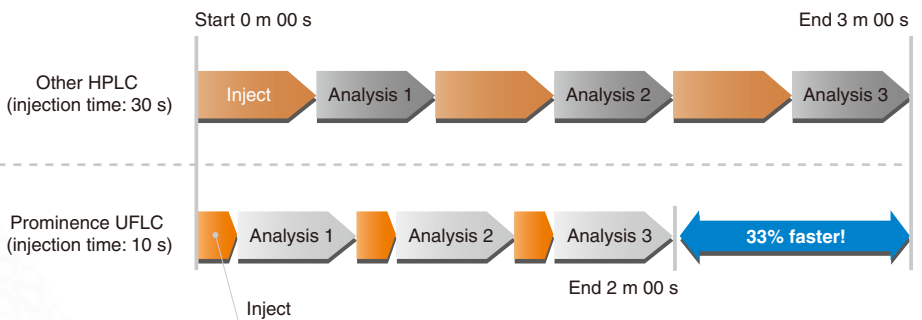 Start 0 m 00 s
End 3 m 00 s
Other HPLC
(injection time: 30 s)
Inject
Analysis 1
Analysis 2
Analysis 3
Prominence UFLC
(injection time: 10 s)
Analysis 1
Analysis 2
Analysis 3
33% faster!
End 2 m 00 s
Inject